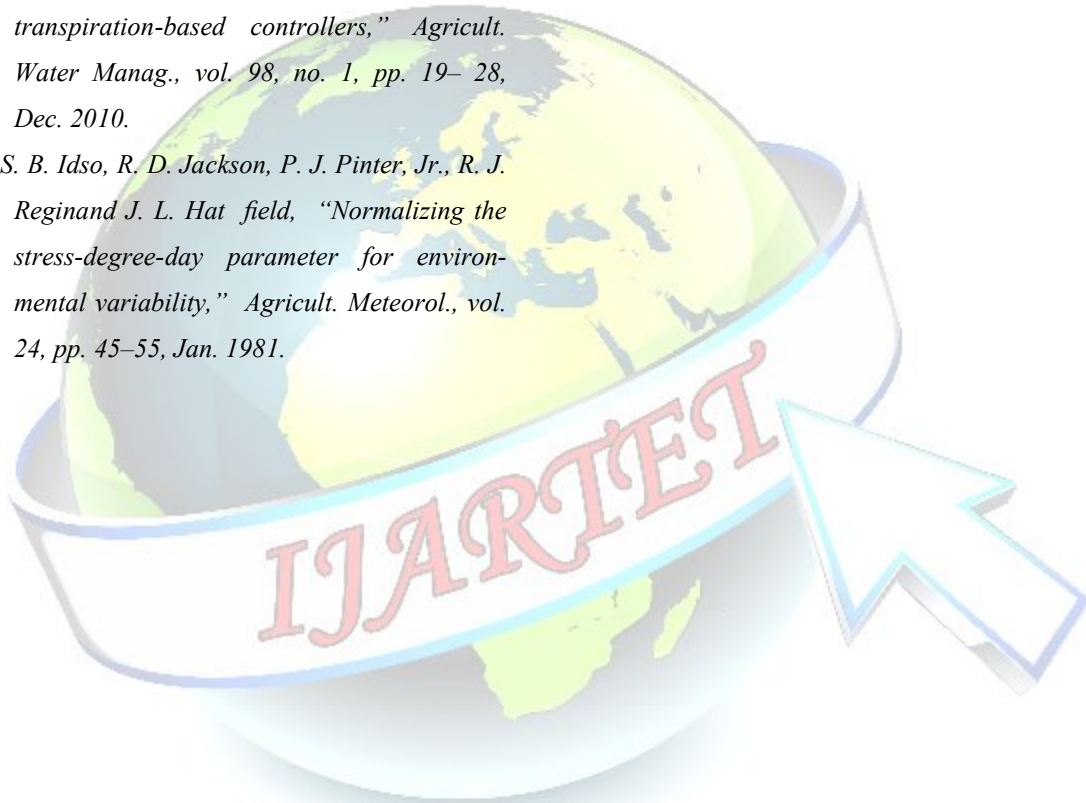 transpiration-based controllers,” Agricult.
Water Manag., vol. 98, no. 1, pp. 19– 28,
Dec. 2010.
S. B. Idso, R. D. Jackson, P. J. Pinter, Jr., R. J.
Reginand J. L. Hat field, “Normalizing the
stress-degree-day parameter for environ-
mental variability,” Agricult. Meteorol., vol.
24, pp. 45–55, Jan. 1981.
IJARTET